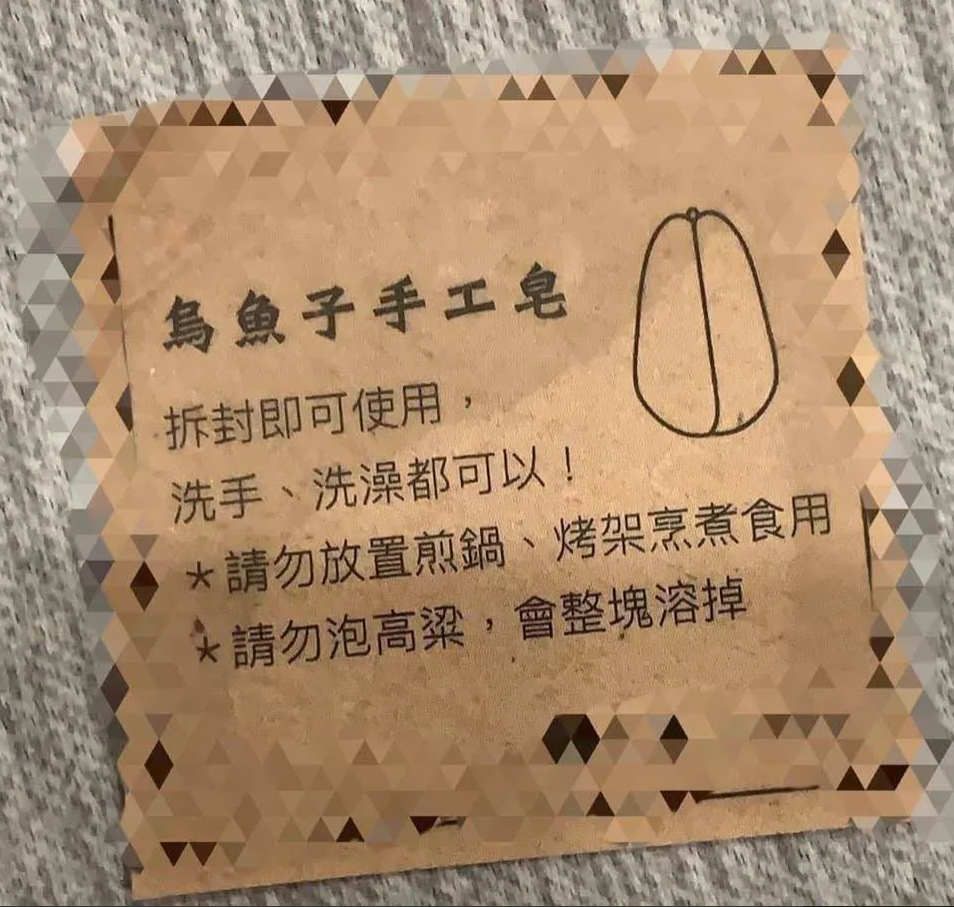 烏魚子手工皂
拆封即可使用，
洗手、洗澡都可以！
＊請勿放置煎鍋、烤架烹煮食用
＊請勿泡高粱，會整塊溶掉